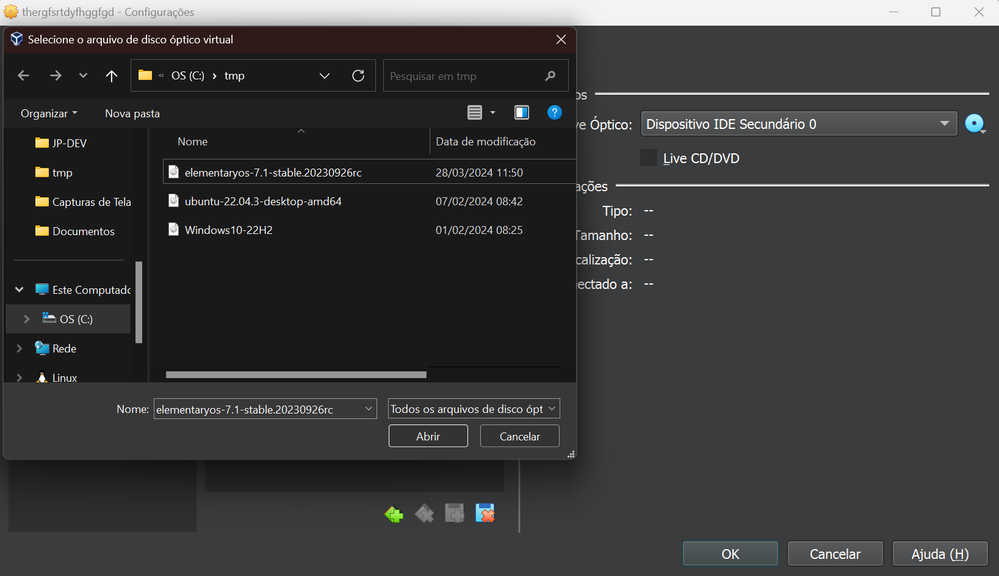 thergfsrtdyfhggfgd - Configurações
Selecione o arquivo de disco óptico virtual
« OS (C:) › tmp
Pesquisar em tmp
Organizar
Nova pasta
?
JP-DEV
tmp
Capturas de Tela
Documentos
Este Computado
OS (C:)
Rede
Linux
Nome
Data de modificação
elementaryos-7.1-stable.20230926rc
28/03/2024 11:50
ubuntu-22.04.3-desktop-amd64
07/02/2024 08:42
Windows10-22H2
01/02/2024 08:25
Nome:
elementaryos-7.1-stable.20230926rc
Todos os arquivos de disco ópt
Abrir
Cancelar
os
ve Óptico:
Dispositivo IDE Secundário 0
Live CD/DVD
ações
Tipo: --
Tamanho: --
calização: --
ectado a: --
OK
Cancelar
Ajuda (H)